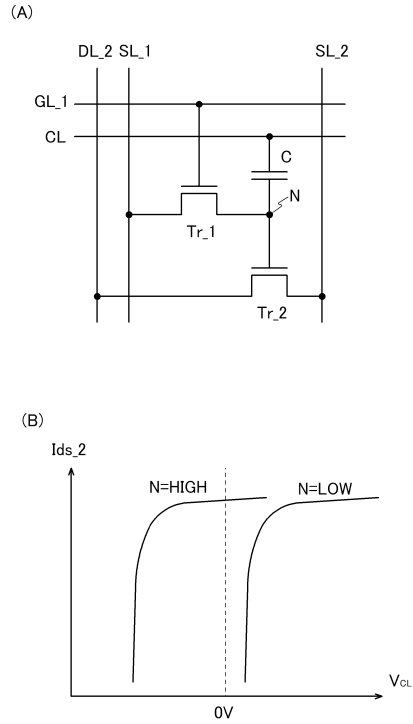 (A)
DL_2 SL_1 SL_2
GL_1
CL
C
N
Tr_1
Tr_2
(B)
Ids_2
N=HIGH N=LOW
VCL
0V